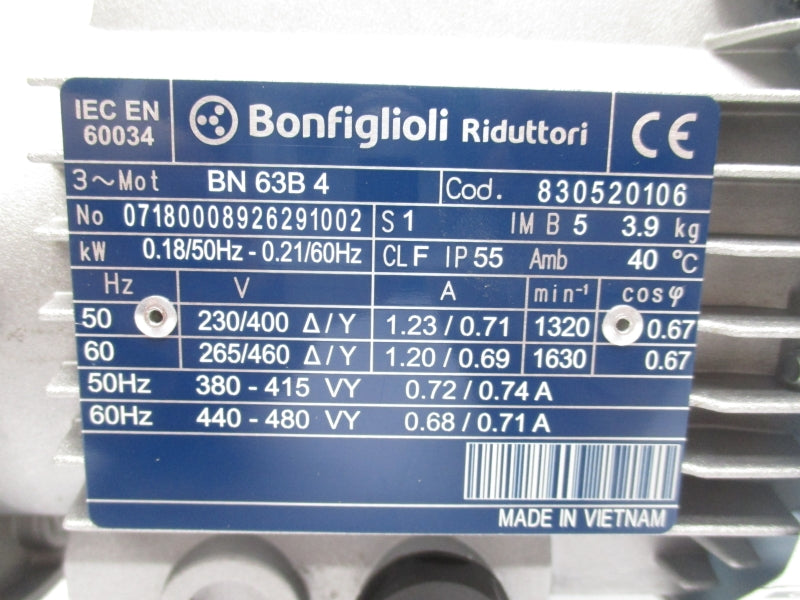 IEC EN
60034
Bonfiglioli Riduttori
CE
3~Mot BN 63B 4 Cod. 830520106
No 07180008926291002 S1 IM B 5 3.9 kg
kW 0.18/50Hz - 0.21/60Hz CL F IP 55 Amb 40 °C
Hz V A min⁻¹ cosφ
50 230/400 Δ/Y 1.23 / 0.71 1320 0.67
60 265/460 Δ/Y 1.20 / 0.69 1630 0.67
50Hz 380 - 415 VY 0.72 / 0.74 A
60Hz 440 - 480 VY 0.68 / 0.71 A
MADE IN VIETNAM